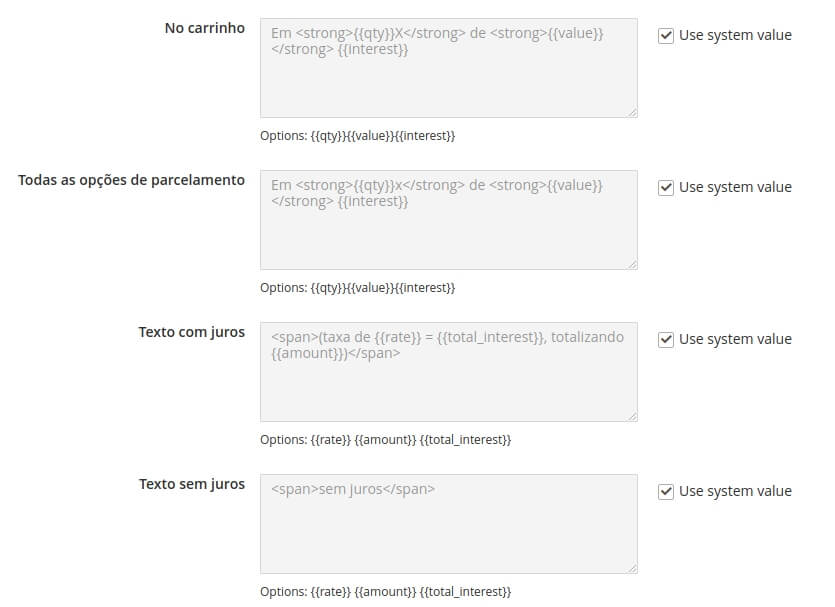 No carrinho
Em <strong>{{qty}}X</strong> de <strong>{{value}}
</strong> {{interest}}
Use system value
Options: {{qty}}{{value}}{{interest}}
Todas as opções de parcelamento
Em <strong>{{qty}}x</strong> de <strong>{{value}}
</strong> {{interest}}
Use system value
Options: {{qty}}{{value}}{{interest}}
Texto com juros
<span>(taxa de {{rate}} = {{total_interest}}, totalizando
{{amount}})</span>
Use system value
Options: {{rate}} {{amount}} {{total_interest}}
Texto sem juros
<span>sem juros</span>
Use system value
Options: {{rate}} {{amount}} {{total_interest}}